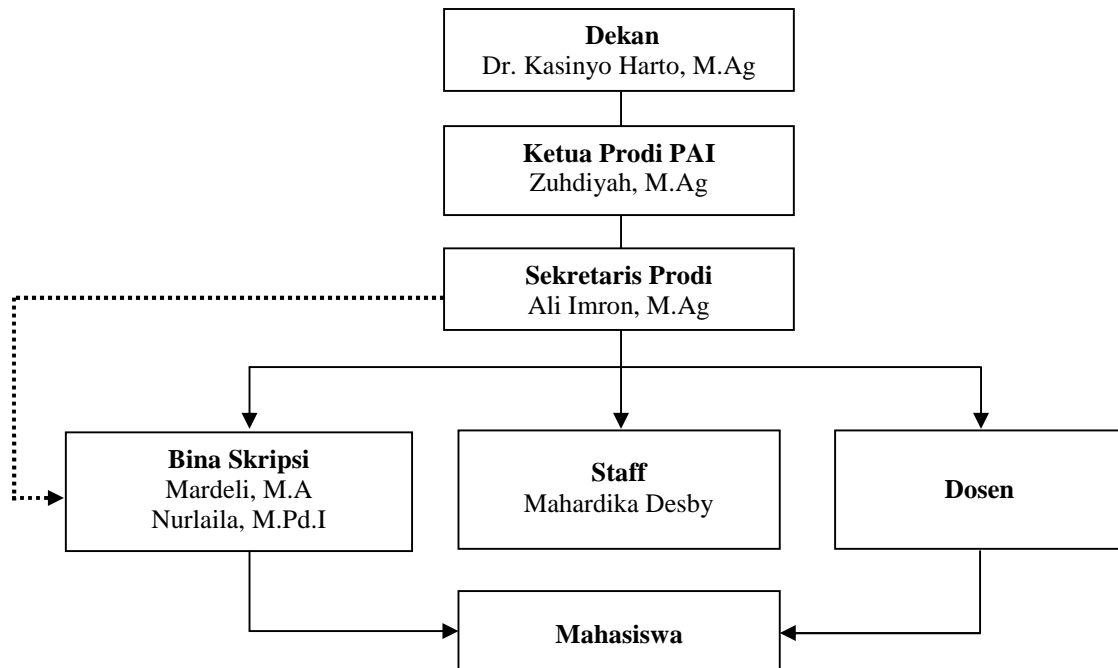 Dekan
Dr. Kasinyo Harto, M.Ag
Ketua Prodi PAI
Zuhdiyah, M.Ag
Sekretaris Prodi
Ali Imron, M.Ag
Bina Skripsi
Mardeli, M.A
Nurlaila, M.Pd.I
Staff
Mahardika Desby
Dosen
Mahasiswa